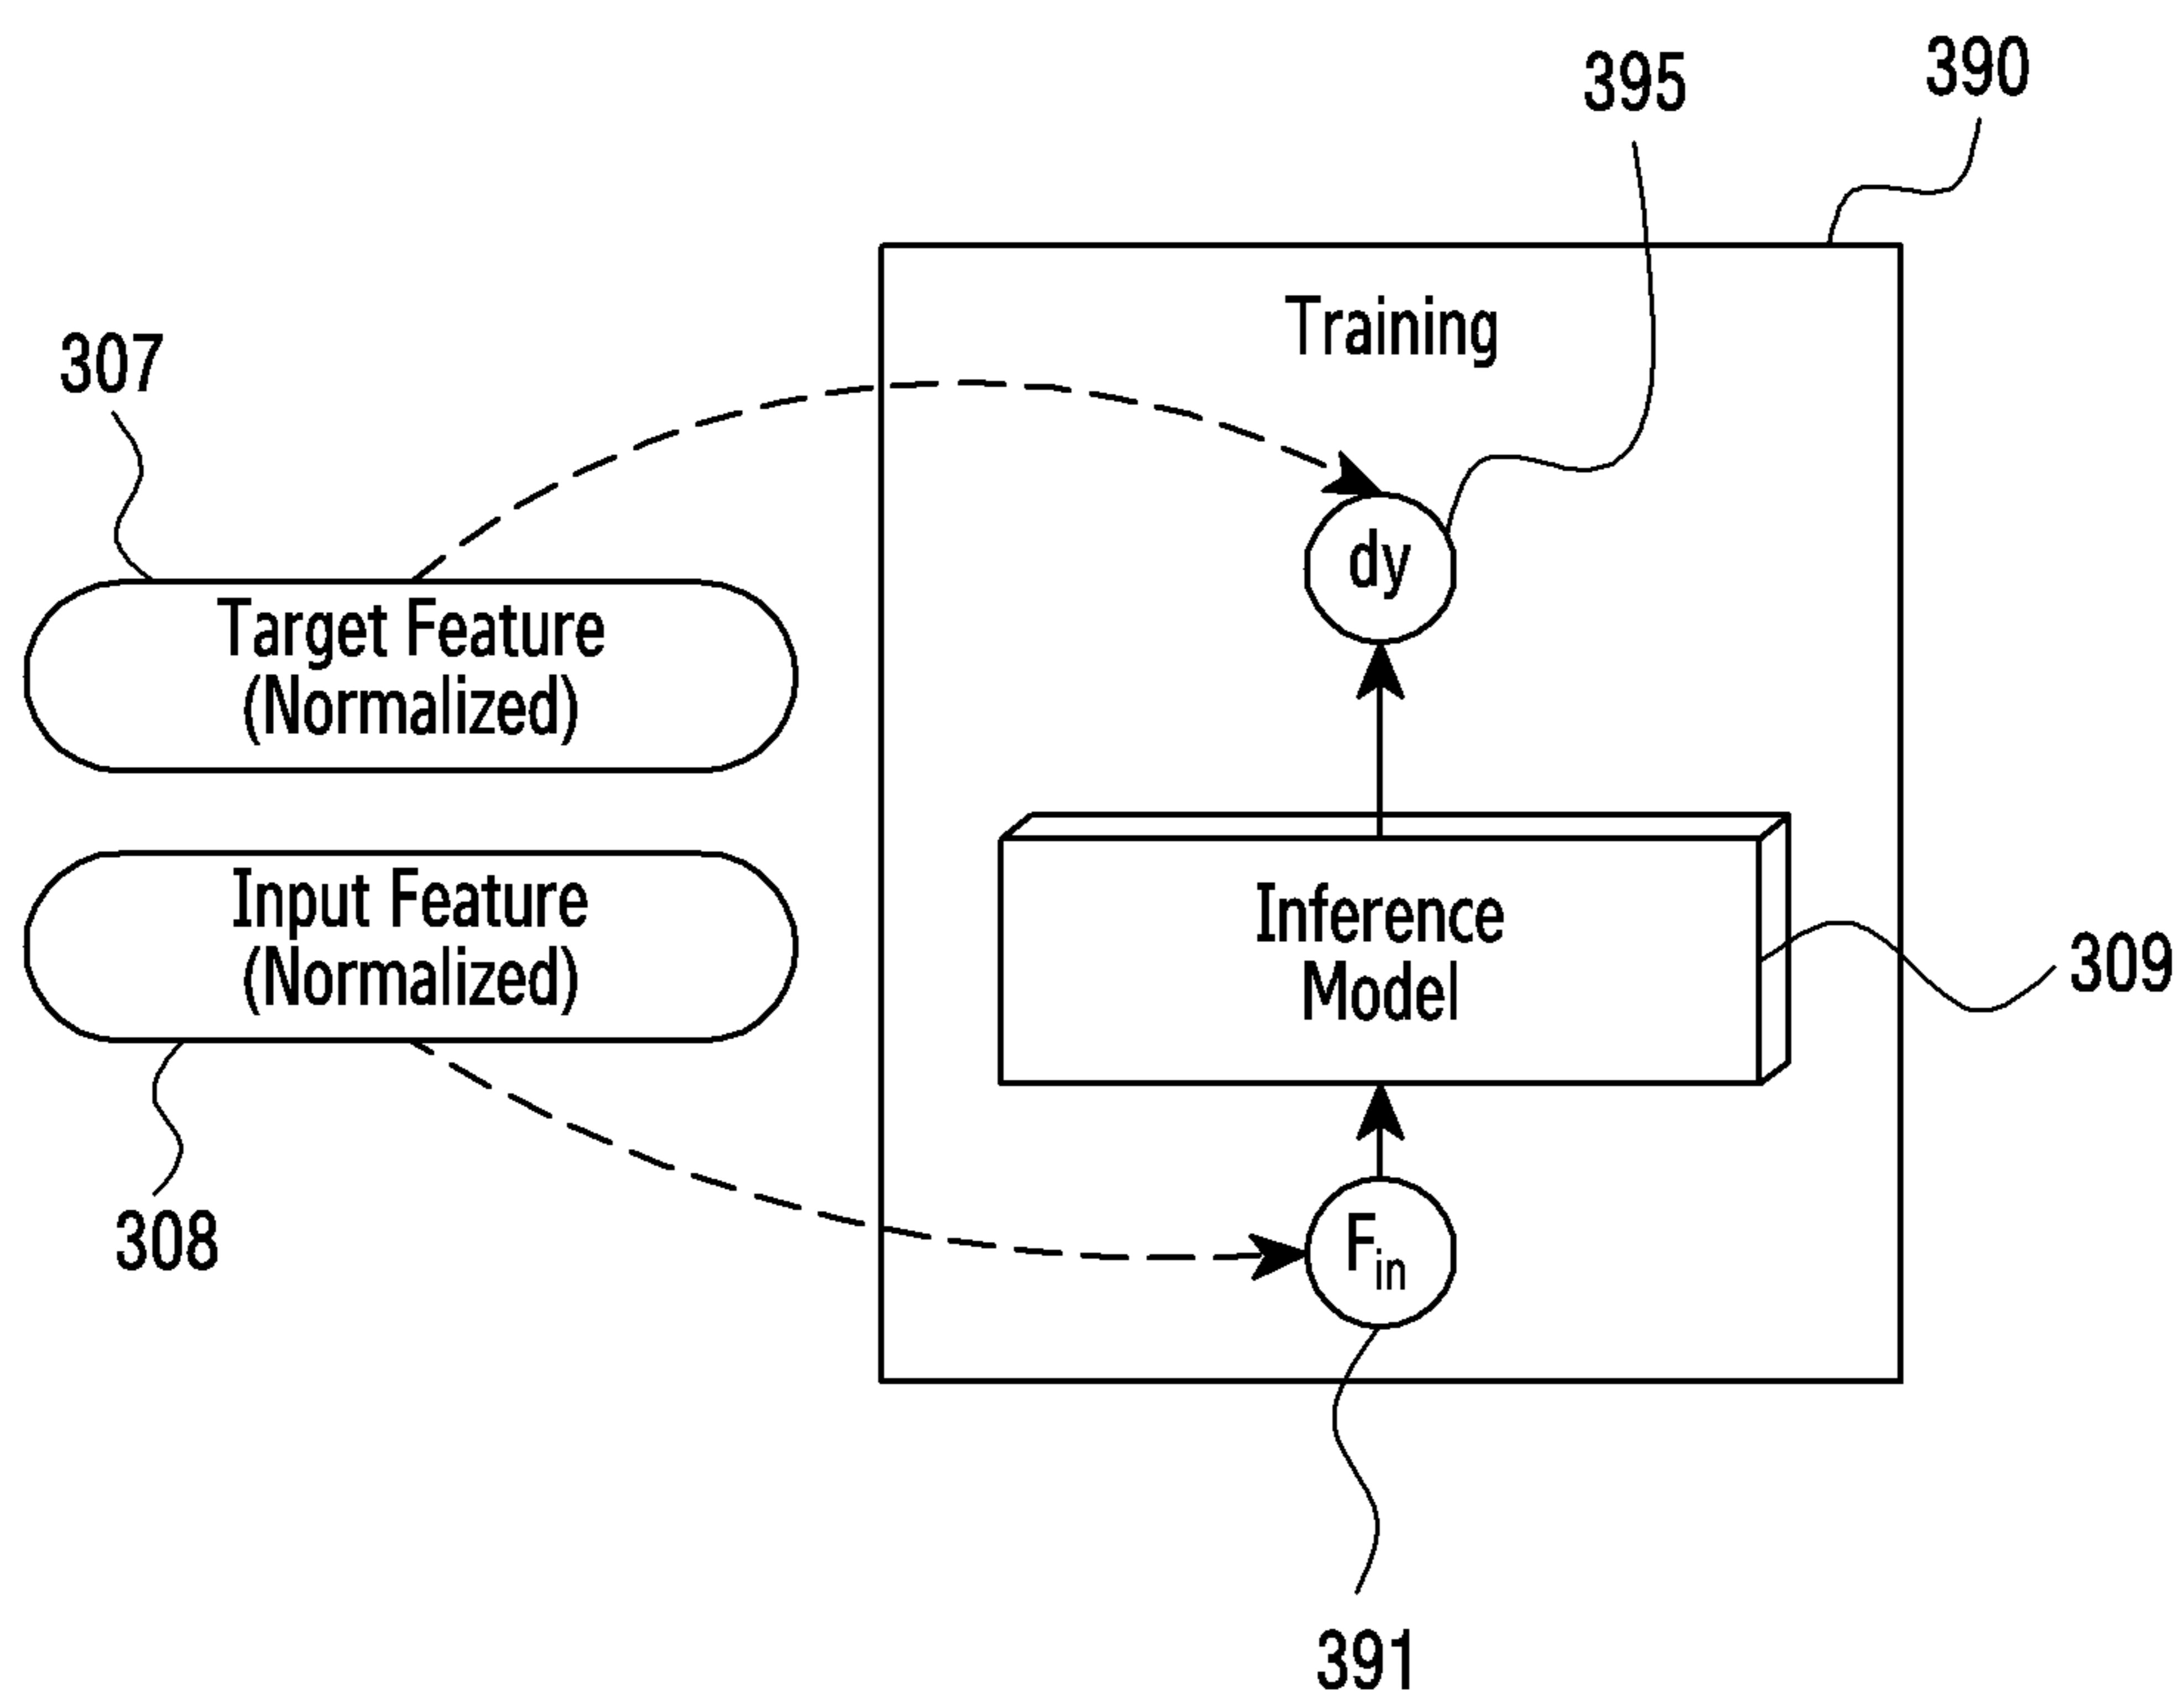 390
395
Training
307
dy
Target Feature
(Normalized)
Input Feature
(Normalized)
Inference
Model
309
308
Fin
391